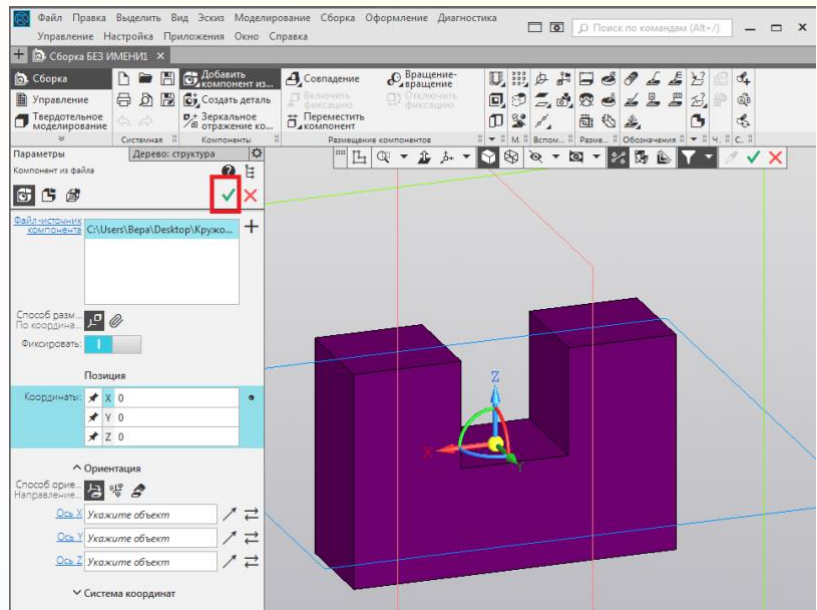 Файл Правка Выделить Вид Эскиз Моделирование Сборка Оформление Диагностика
Управление Настройка Приложения Окно Справка
Поиск по командам (Alt+/)
Сборка БЕЗ ИМЕНИ1
Сборка
Управление
Твердотельное
моделирование
Системная
Добавить
компонент из...
Создать деталь
Зеркальное
отражение ко...
Компоненты
Совпадение
Включить
фиксацию
Переместить
компонент
Вращение-
вращение
Отключить
фиксацию
Размещение компонентов
М.
Вспом...
Разме...
Обозначения
Ч.
С.
Параметры
Дерево: структура
Компонент из файла
Файл-источник
компонента
C:\Users\Вера\Desktop\Кружо...
Способ разм...
По координа...
Фиксировать:
Позиция
Координаты:
X 0
Y 0
Z 0
Ориентация
Способ орие...
Направление...
Ось X Укажите объект
Ось Y Укажите объект
Ось Z Укажите объект
Система координат
Z
X
Y